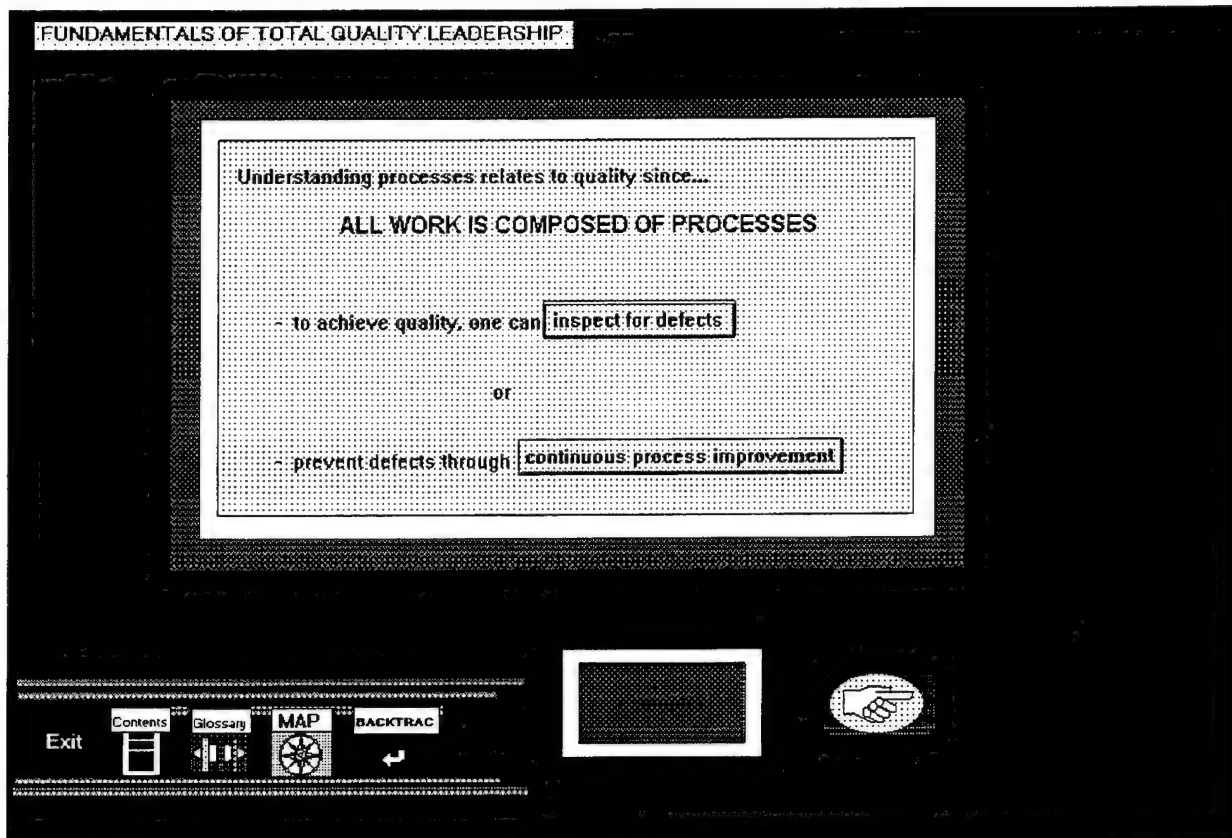 FUNDAMENTALS OF TOTAL QUALITY LEADERSHIP
Understanding processes relates to quality since...
ALL WORK IS COMPOSED OF PROCESSES
- to achieve quality, one can inspect for defects
or
- prevent defects through continuous process improvement
Exit
Contents
Glossary
MAP
BACKTRAC